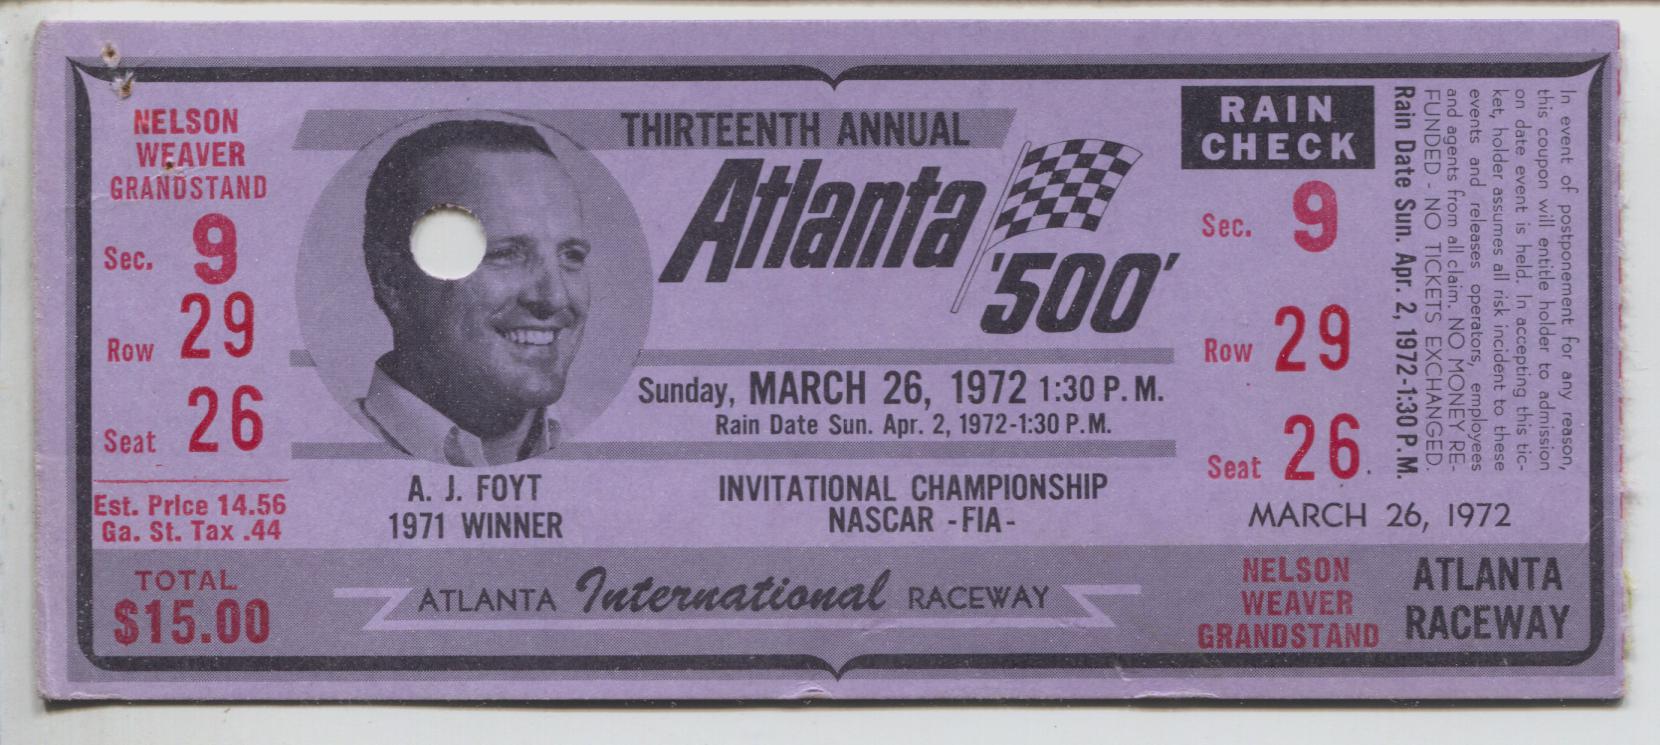 NELSON
WEAVER
GRANDSTAND
Sec. 9
Row 29
Seat 26
Est. Price 14.56
Ga. St. Tax .44
TOTAL
$15.00
THIRTEENTH ANNUAL
Atlanta
'500'
Sunday, MARCH 26, 1972 1:30 P.M.
Rain Date Sun. Apr. 2, 1972-1:30 P.M.
A. J. FOYT
1971 WINNER
INVITATIONAL CHAMPIONSHIP
NASCAR -FIA-
ATLANTA International RACEWAY
RAIN
CHECK
Sec. 9
Row 29
Seat 26
MARCH 26, 1972
NELSON
WEAVER
GRANDSTAND
ATLANTA
RACEWAY
In event of postponement for any reason,
this coupon will entitle holder to admission
on date event is held. In accepting this tic-
ket, holder assumes all risk incident to these
events and releases operators, employees
and agents from all claim. NO MONEY RE-
FUNDED - NO TICKETS EXCHANGED.
Rain Date Sun. Apr. 2, 1972-1:30 P.M.